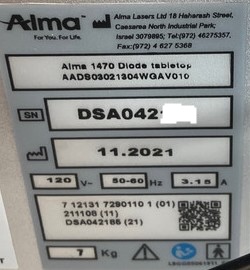 Alma
For You. For Life.
Alma Lasers Ltd 18 Haharash Street,
Caesarea North Industrial Park;
Israel 3079895; Tel:(972) 46275357,
Fax:(972) 4 627 5368
Alma 1470 Diode tabletop
AADS03021304WGAV010
SN DSA042
11.2021
120 V~ 50-60 Hz 3.15 A
7 12131 7290110 1 (01)
211108 (11)
DSA042185 (21)
7 Kg